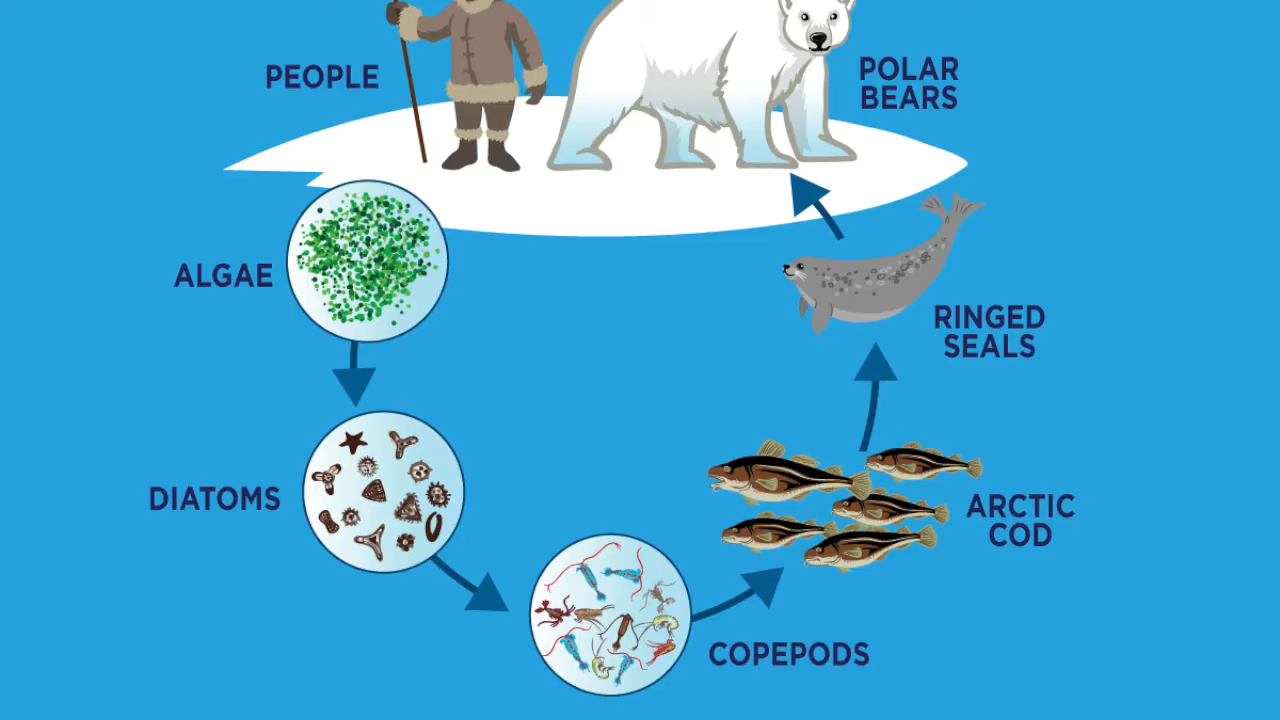 PEOPLE
POLAR
BEARS
ALGAE
RINGED
SEALS
DIATOMS
ARCTIC
COD
COPEPODS